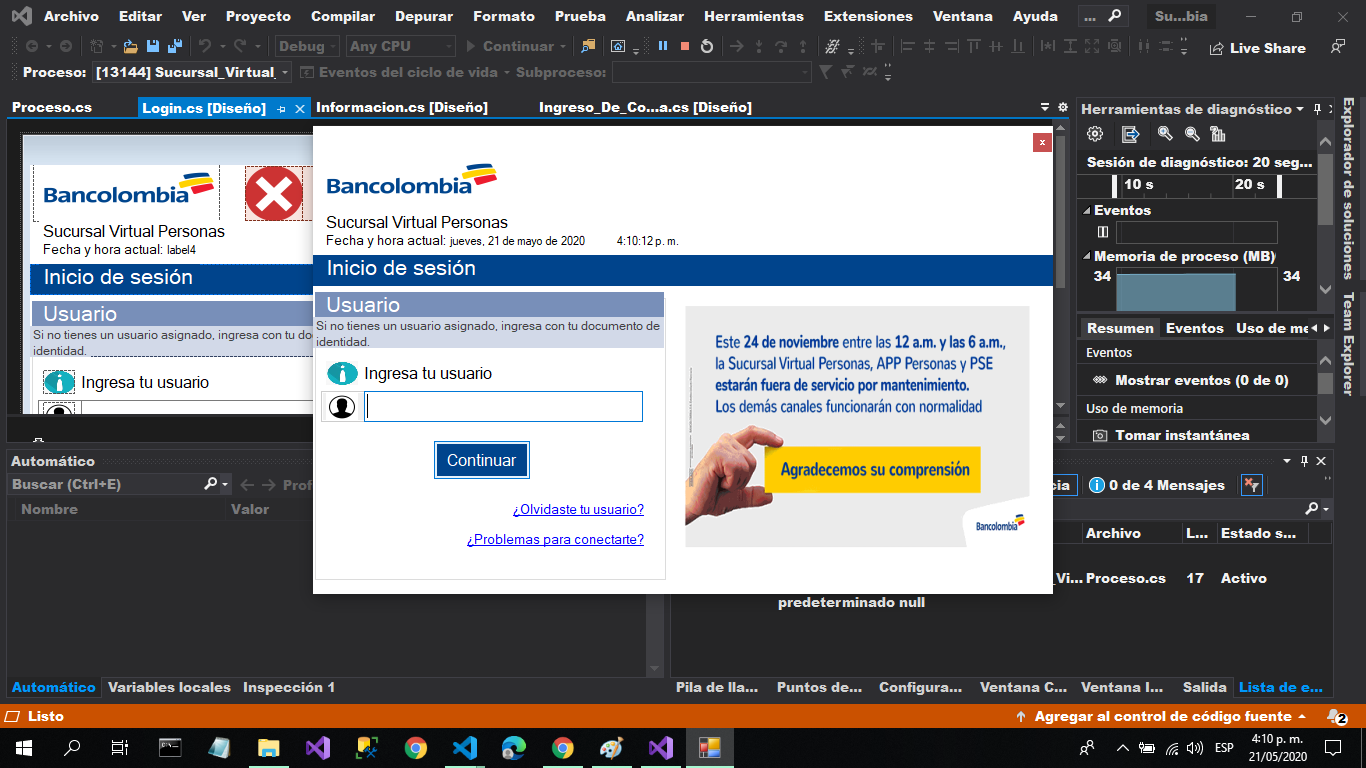 Archivo Editar Ver Proyecto Compilar Depurar Formato Prueba Analizar Herramientas Extensiones Ventana Ayuda ... Su...bia
Debug Any CPU Continuar Live Share
Proceso: [13144] Sucursal_Virtual_ Eventos del ciclo de vida Subproceso:
Proceso.cs Login.cs [Diseño] Informacion.cs [Diseño] Ingreso_De_Co...a.cs [Diseño]
Bancolombia
Sucursal Virtual Personas
Fecha y hora actual: label4
Inicio de sesión
Usuario
Si no tienes un usuario asignado, ingresa con tu do
identidad.
Ingresa tu usuario
x
Bancolombia
Sucursal Virtual Personas
Fecha y hora actual: jueves, 21 de mayo de 2020 4:10:12 p. m.
Inicio de sesión
Usuario
Si no tienes un usuario asignado, ingresa con tu documento de
identidad.
Ingresa tu usuario
Continuar
¿Olvidaste tu usuario?
¿Problemas para conectarte?
Este 24 de noviembre entre las 12 a.m. y las 6 a.m.,
la Sucursal Virtual Personas, APP Personas y PSE
estarán fuera de servicio por mantenimiento.
Los demás canales funcionarán con normalidad
Agradecemos su comprensión
Bancolombia
Herramientas de diagnóstico
Sesión de diagnóstico: 20 seg...
10 s 20 s
Eventos
Memoria de proceso (MB)
34 34
Resumen Eventos Uso de me
Eventos
Mostrar eventos (0 de 0)
Uso de memoria
Tomar instantánea
Explorador de soluciones
Team Explorer
Automático
Buscar (Ctrl+E) Prof
Nombre Valor
cia 0 de 4 Mensajes
Archivo L... Estado s...
_Vi... Proceso.cs 17 Activo
predeterminado null
Automático Variables locales Inspección 1
Pila de lla... Puntos de... Configura... Ventana C... Ventana I... Salida Lista de e...
Listo Agregar al control de código fuente 2
ESP 4:10 p. m.
21/05/2020